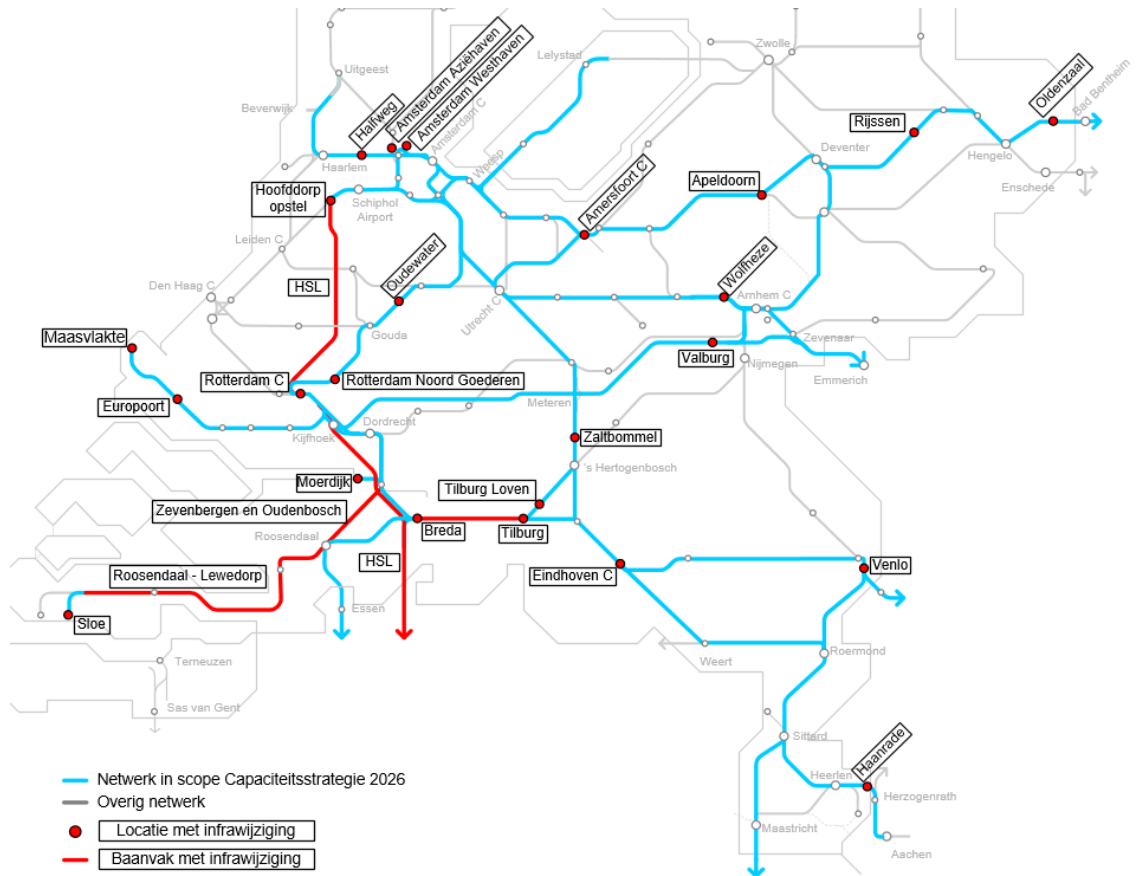 Zwolle
Lelystad
Uitgeest
Amsterdam Aziëhaven
Amsterdam Westhaven
Beverwijk
Halfweg
Amsterdam C
Oldenzaal
Bad Bentheim
Rijssen
Haarlem
Weesp
Deventer
Hengelo
Enschede
Hoofddorp
opstel
Schiphol
Airport
Amersfoort C
Apeldoorn
Leiden C
Oudewater
Wolfheze
HSL
Den Haag C
Utrecht C
Arnhem C
Gouda
Zevenaar
Maasvlakte
Valburg
Nijmegen
Emmerich
Rotterdam C
Rotterdam Noord Goederen
Europoort
Meteren
Dordrecht
Kijfhoek
Zaltbommel
's Hertogenbosch
Moerdijk
Tilburg Loven
Zevenbergen en Oudenbosch
Roosendaal
Breda
Tilburg
HSL
Eindhoven C
Venlo
Roosendaal - Lewedorp
Essen
Sloe
Terneuzen
Weert
Roermond
Sas van Gent
Sittard
Haanrade
Heerlen
Herzogenrath
Maastricht
Aachen
Netwerk in scope Capaciteitsstrategie 2026
Overig netwerk
Locatie met infrawijziging
Baanvak met infrawijziging